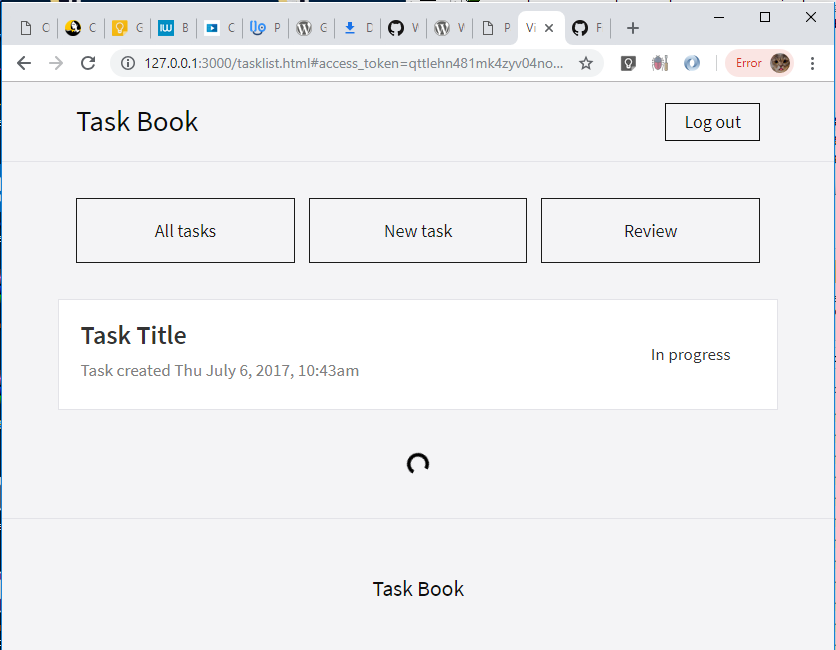 C C G B C P G D V V P Vi F
127.0.0.1:3000/tasklist.html#access_token=qttlehn481mk4zyv04no... Error
Task Book Log out
All tasks New task Review
Task Title
Task created Thu July 6, 2017, 10:43am
In progress
Task Book